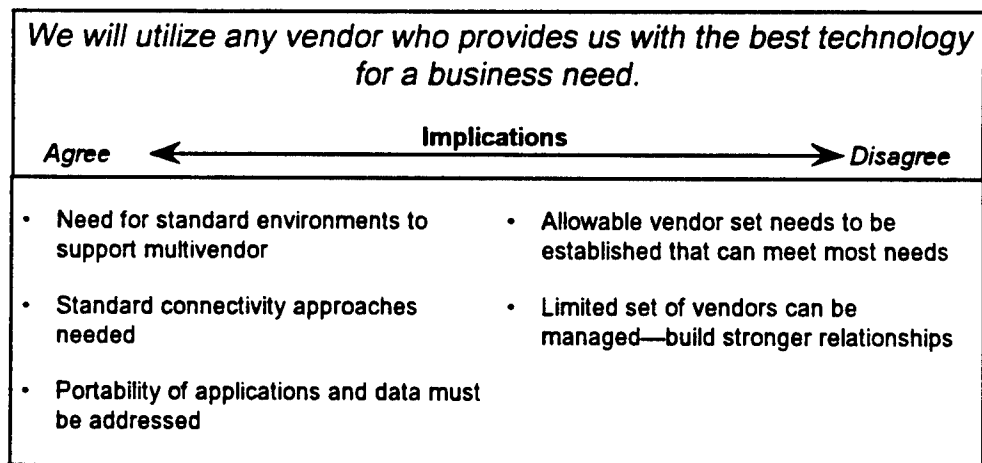 We will utilize any vendor who provides us with the best technology
for a business need.
Implications
Agree Disagree
• Need for standard environments to
support multivendor
• Standard connectivity approaches
needed
• Portability of applications and data must
be addressed
• Allowable vendor set needs to be
established that can meet most needs
• Limited set of vendors can be
managed—build stronger relationships